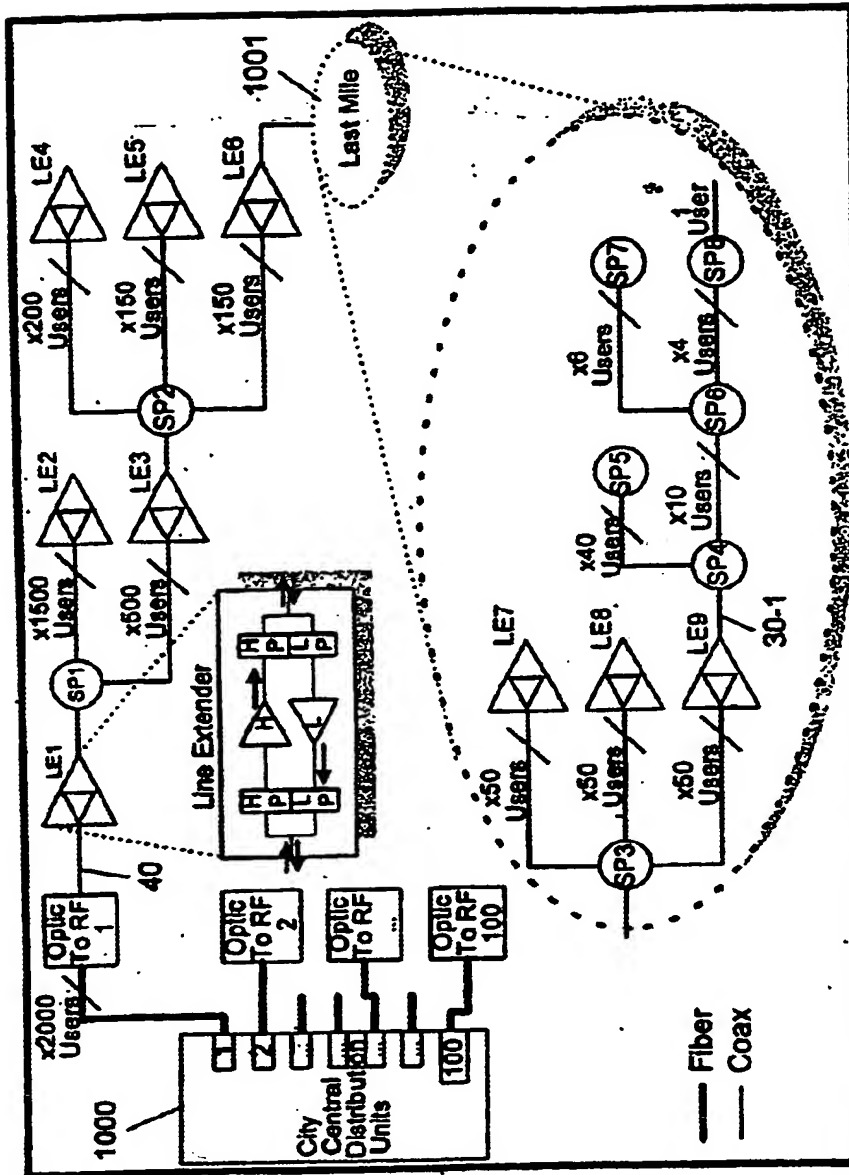 1000
City
Central
Distribution
Units
1
2
...
...
...
...
100
x2000
Users
Optic
To RF
1
Optic
To RF
2
Optic
To RF
...
Optic
To RF
100
40
LE1
SP1
x1500
Users
LE2
x500
Users
LE3
SP2
x200
Users
LE4
x150
Users
LE5
x150
Users
LE6
Last Mile
1001
Line Extender
H
P
L
P
H
L
H
P
L
P
SP3
x50
Users
LE7
x50
Users
LE8
x50
Users
LE9
30-1
SP4
x40
Users
SP5
x10
Users
SP6
x6
Users
SP7
x4
Users
SP8
1
User
Fiber
Coax